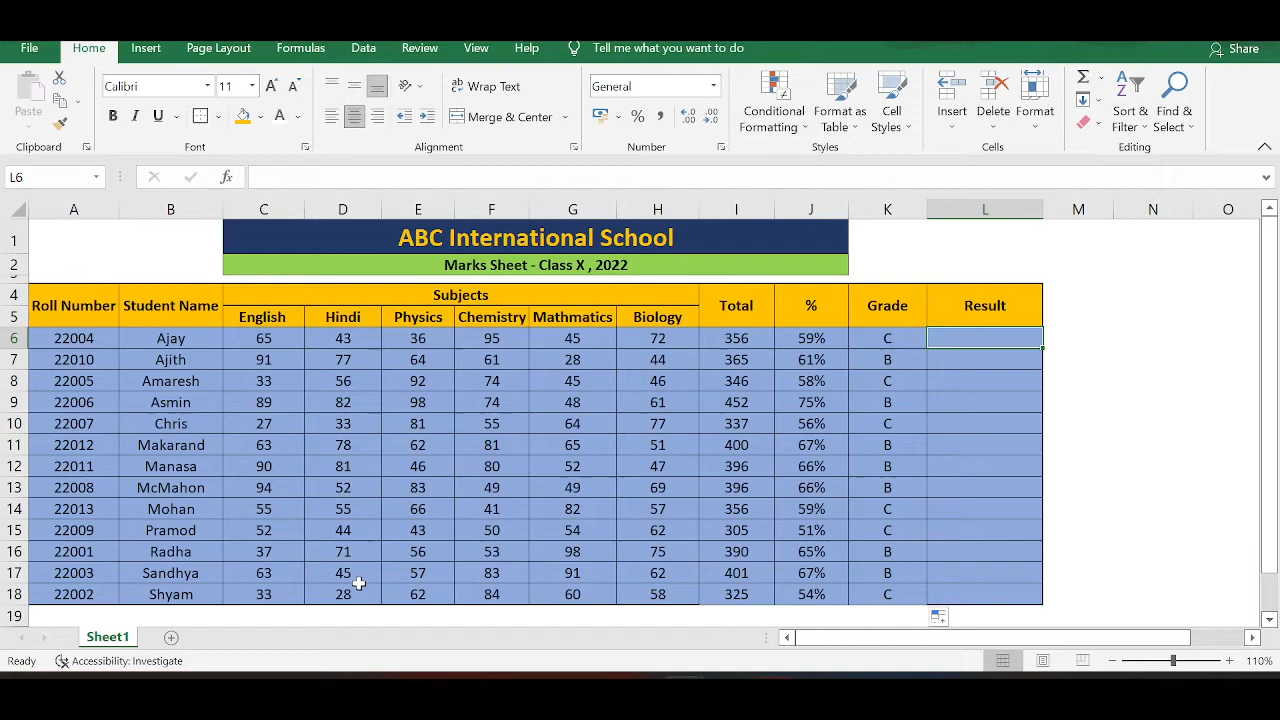 File Home Insert Page Layout Formulas Data Review View Help Tell me what you want to do Share
Calibri 11 Wrap Text General
Paste Merge & Center Conditional Formatting Format as Table Cell Styles Insert Delete Format Sort & Filter Find & Select
Clipboard Font Alignment Number Styles Cells Editing
L6
A B C D E F G H I J K L M N O
1 ABC International School
2 Marks Sheet - Class X , 2022
4 Roll Number Student Name Subjects Total % Grade Result
5 English Hindi Physics Chemistry Mathmatics Biology
6 22004 Ajay 65 43 36 95 45 72 356 59% C
7 22010 Ajith 91 77 64 61 28 44 365 61% B
8 22005 Amaresh 33 56 92 74 45 46 346 58% C
9 22006 Asmin 89 82 98 74 48 61 452 75% B
10 22007 Chris 27 33 81 55 64 77 337 56% C
11 22012 Makarand 63 78 62 81 65 51 400 67% B
12 22011 Manasa 90 81 46 80 52 47 396 66% B
13 22008 McMahon 94 52 83 49 49 69 396 66% B
14 22013 Mohan 55 55 66 41 82 57 356 59% C
15 22009 Pramod 52 44 43 50 54 62 305 51% C
16 22001 Radha 37 71 56 53 98 75 390 65% B
17 22003 Sandhya 63 45 57 83 91 62 401 67% B
18 22002 Shyam 33 28 62 84 60 58 325 54% C
19
Sheet1
Ready Accessibility: Investigate 110%